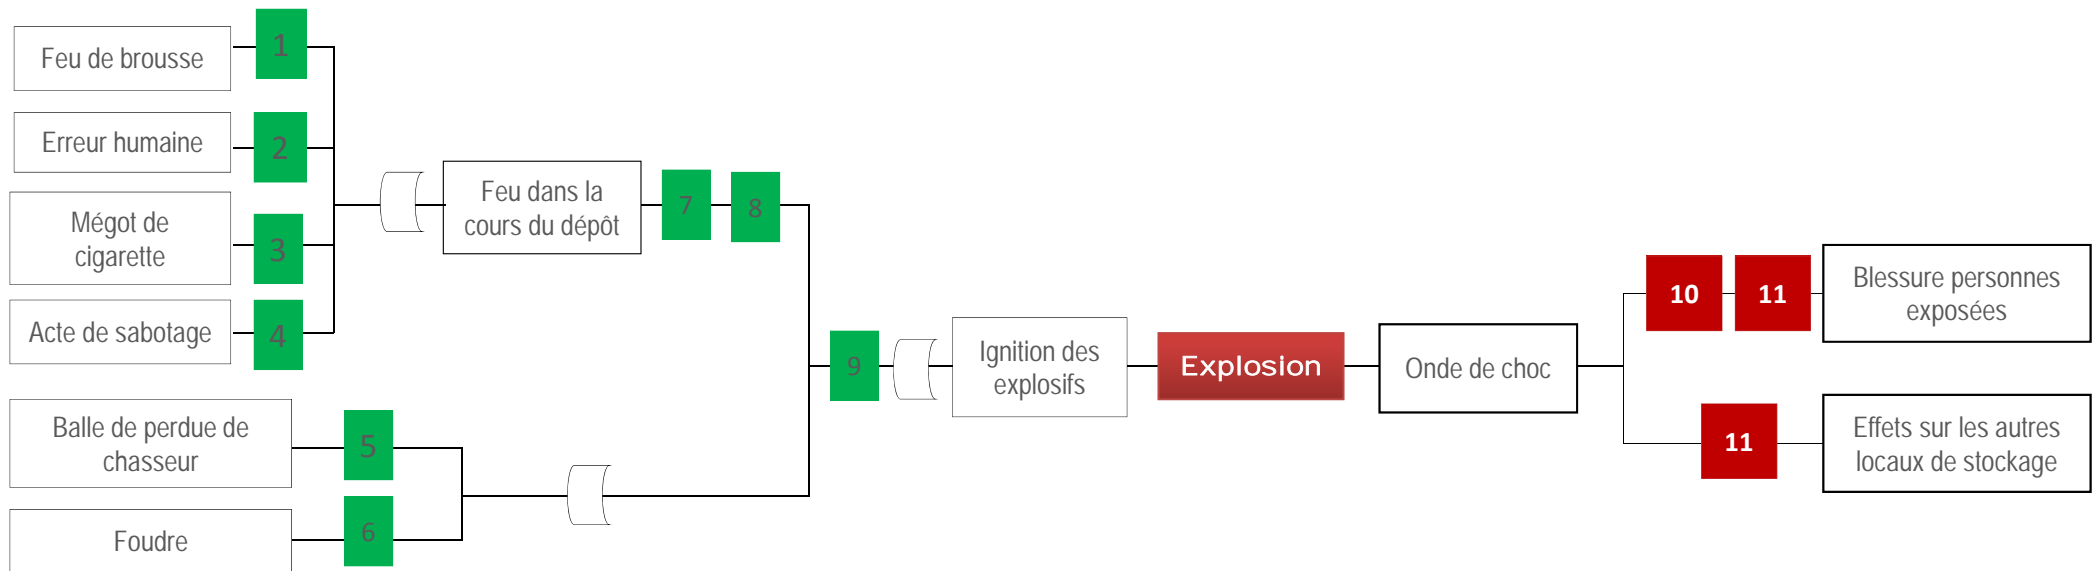 Feu de brousse
1
Erreur humaine
2
Mégot de
cigarette
3
Acte de sabotage
4
Feu dans la
cours du dépôt
7
8
Balle de perdue de
chasseur
5
Foudre
6
9
Ignition des
explosifs
Explosion
Onde de choc
10
11
Blessure personnes
exposées
11
Effets sur les autres
locaux de stockage